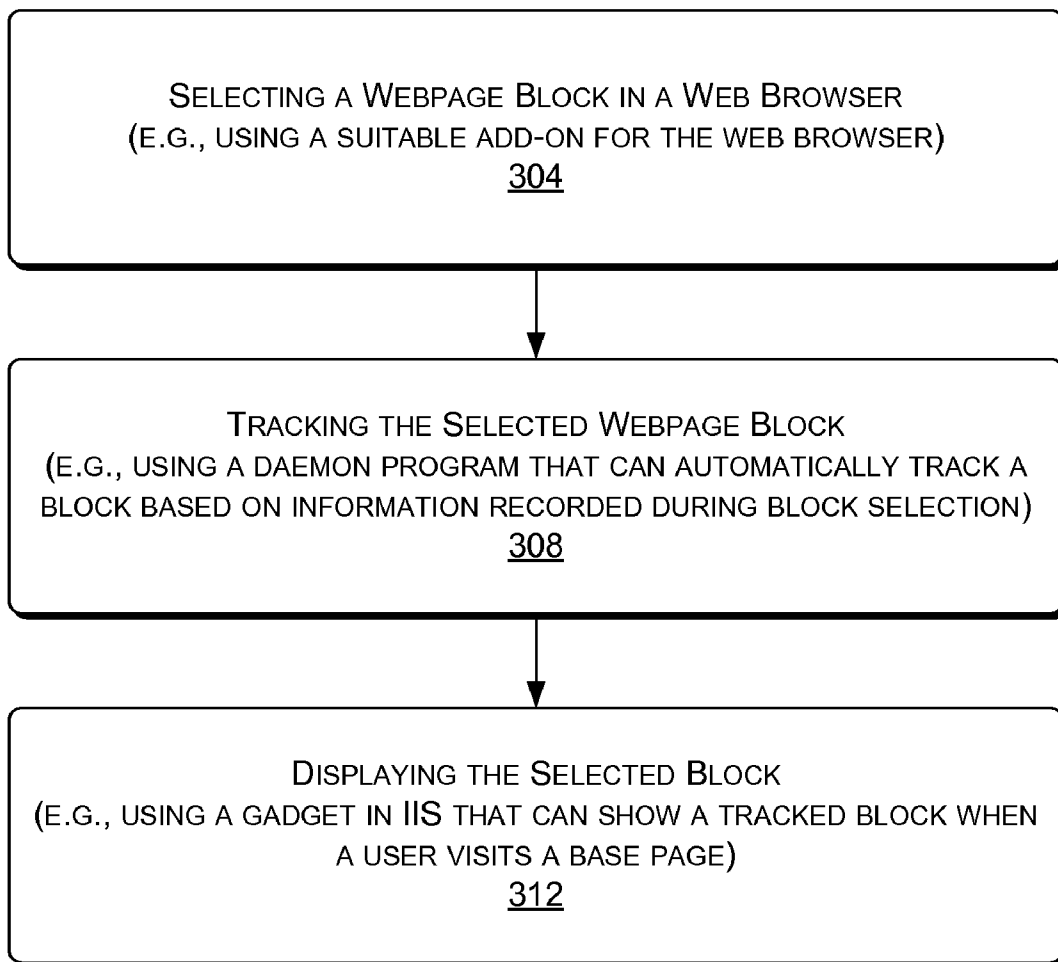 SELECTING A WEBPAGE BLOCK IN A WEB BROWSER
(E.G., USING A SUITABLE ADD-ON FOR THE WEB BROWSER)
304
TRACKING THE SELECTED WEBPAGE BLOCK
(E.G., USING A DAEMON PROGRAM THAT CAN AUTOMATICALLY TRACK A
BLOCK BASED ON INFORMATION RECORDED DURING BLOCK SELECTION)
308
DISPLAYING THE SELECTED BLOCK
(E.G., USING A GADGET IN IIS THAT CAN SHOW A TRACKED BLOCK WHEN
A USER VISITS A BASE PAGE)
312